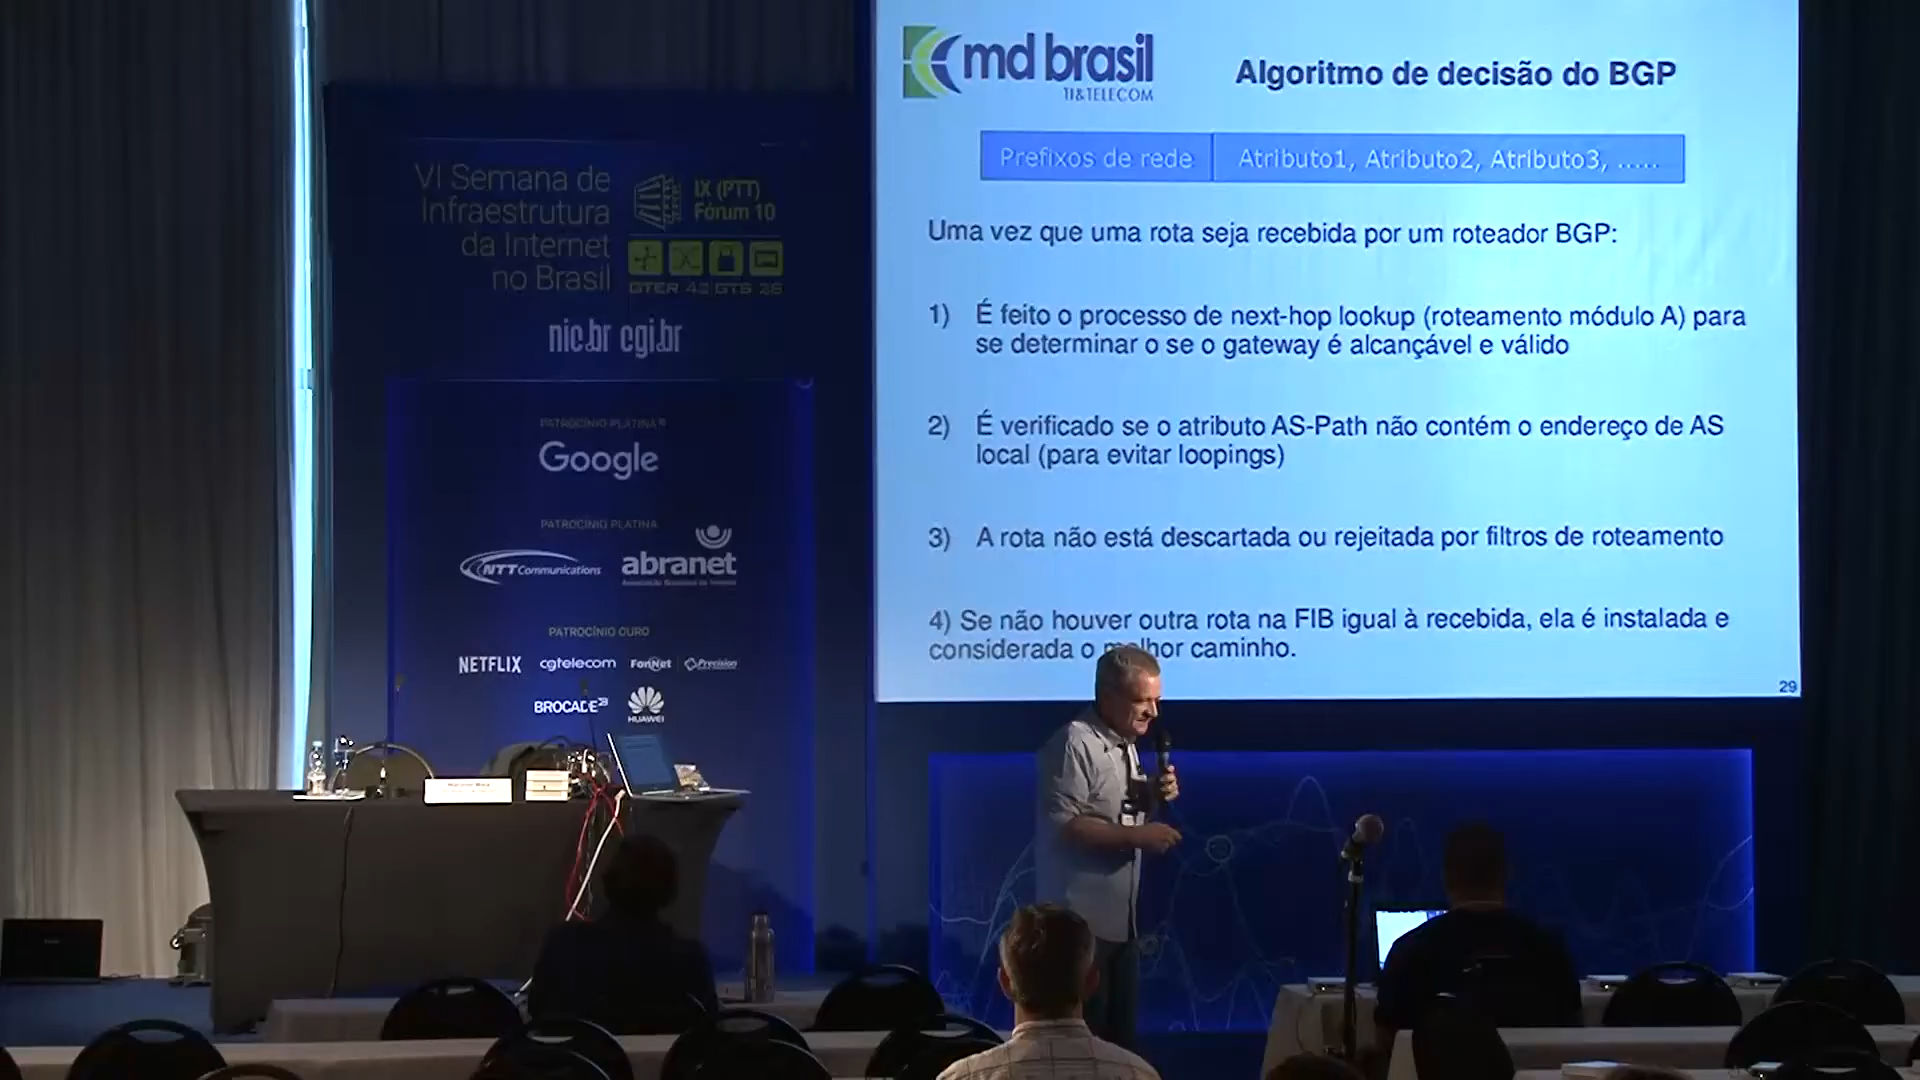 VI Semana de
Infraestrutura
da Internet
no Brasil
IX (PTT)
Fórum 10
GTER 42 GTS 28
nic.br cgi.br
PATROCÍNIO PLATINA
Google
PATROCÍNIO PLATINA
NTT Communications
abranet
PATROCÍNIO OURO
NETFLIX
cgtelecom
FonNet
Precision
BROCADE
HUAWEI
md brasil
TI & TELECOM
Algoritmo de decisão do BGP
Prefixos de rede
Atributo1, Atributo2, Atributo3, .....
Uma vez que uma rota seja recebida por um roteador BGP:
1) É feito o processo de next-hop lookup (roteamento módulo A) para
se determinar o se o gateway é alcançável e válido
2) É verificado se o atributo AS-Path não contém o endereço de AS
local (para evitar loopings)
3) A rota não está descartada ou rejeitada por filtros de roteamento
4) Se não houver outra rota na FIB igual à recebida, ela é instalada e
considerada o melhor caminho.
29